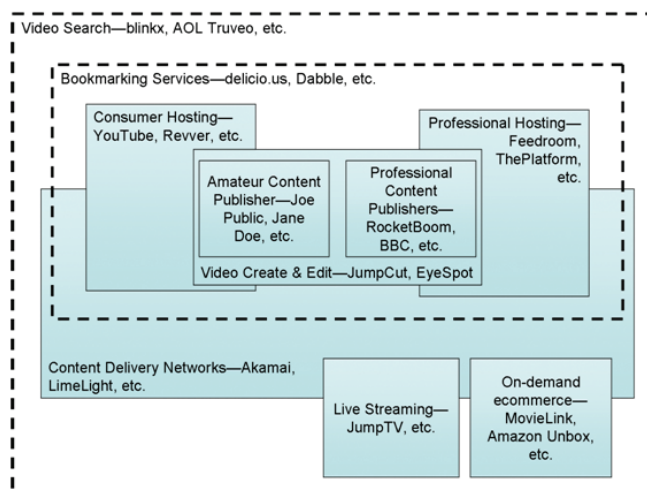 Video Search—blinkx, AOL Truveo, etc.
Bookmarking Services—delicio.us, Dabble, etc.
Consumer Hosting—
YouTube, Revver, etc.
Professional Hosting—
Feedroom,
ThePlatform,
etc.
Amateur Content
Publisher—Joe
Public, Jane
Doe, etc.
Professional
Content
Publishers—
RocketBoom,
BBC, etc.
Video Create & Edit—JumpCut, EyeSpot
Content Delivery Networks—Akamai,
LimeLight, etc.
Live Streaming—
JumpTV, etc.
On-demand
ecommerce—
MovieLink,
Amazon Unbox,
etc.